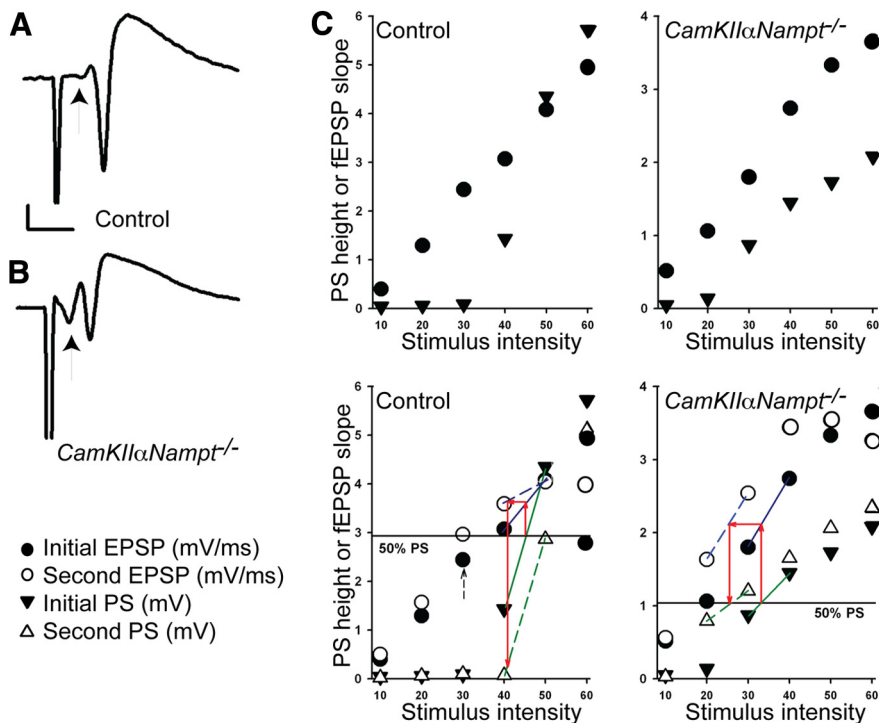 A
Control
B
CamKIIαNampt-/-
● Initial EPSP (mV/ms)
○ Second EPSP (mV/ms)
▼ Initial PS (mV)
△ Second PS (mV)
C
Control
PS height or fEPSP slope
6
5
4
3
2
1
0
10 20 30 40 50 60
Stimulus intensity
CamKIIαNampt-/-
4
3
2
1
0
10 20 30 40 50 60
Stimulus intensity
Control
PS height or fEPSP slope
6
5
4
3
2
1
0
50% PS
10 20 30 40 50 60
Stimulus intensity
CamKIIαNampt-/-
4
3
2
1
0
50% PS
10 20 30 40 50 60
Stimulus intensity